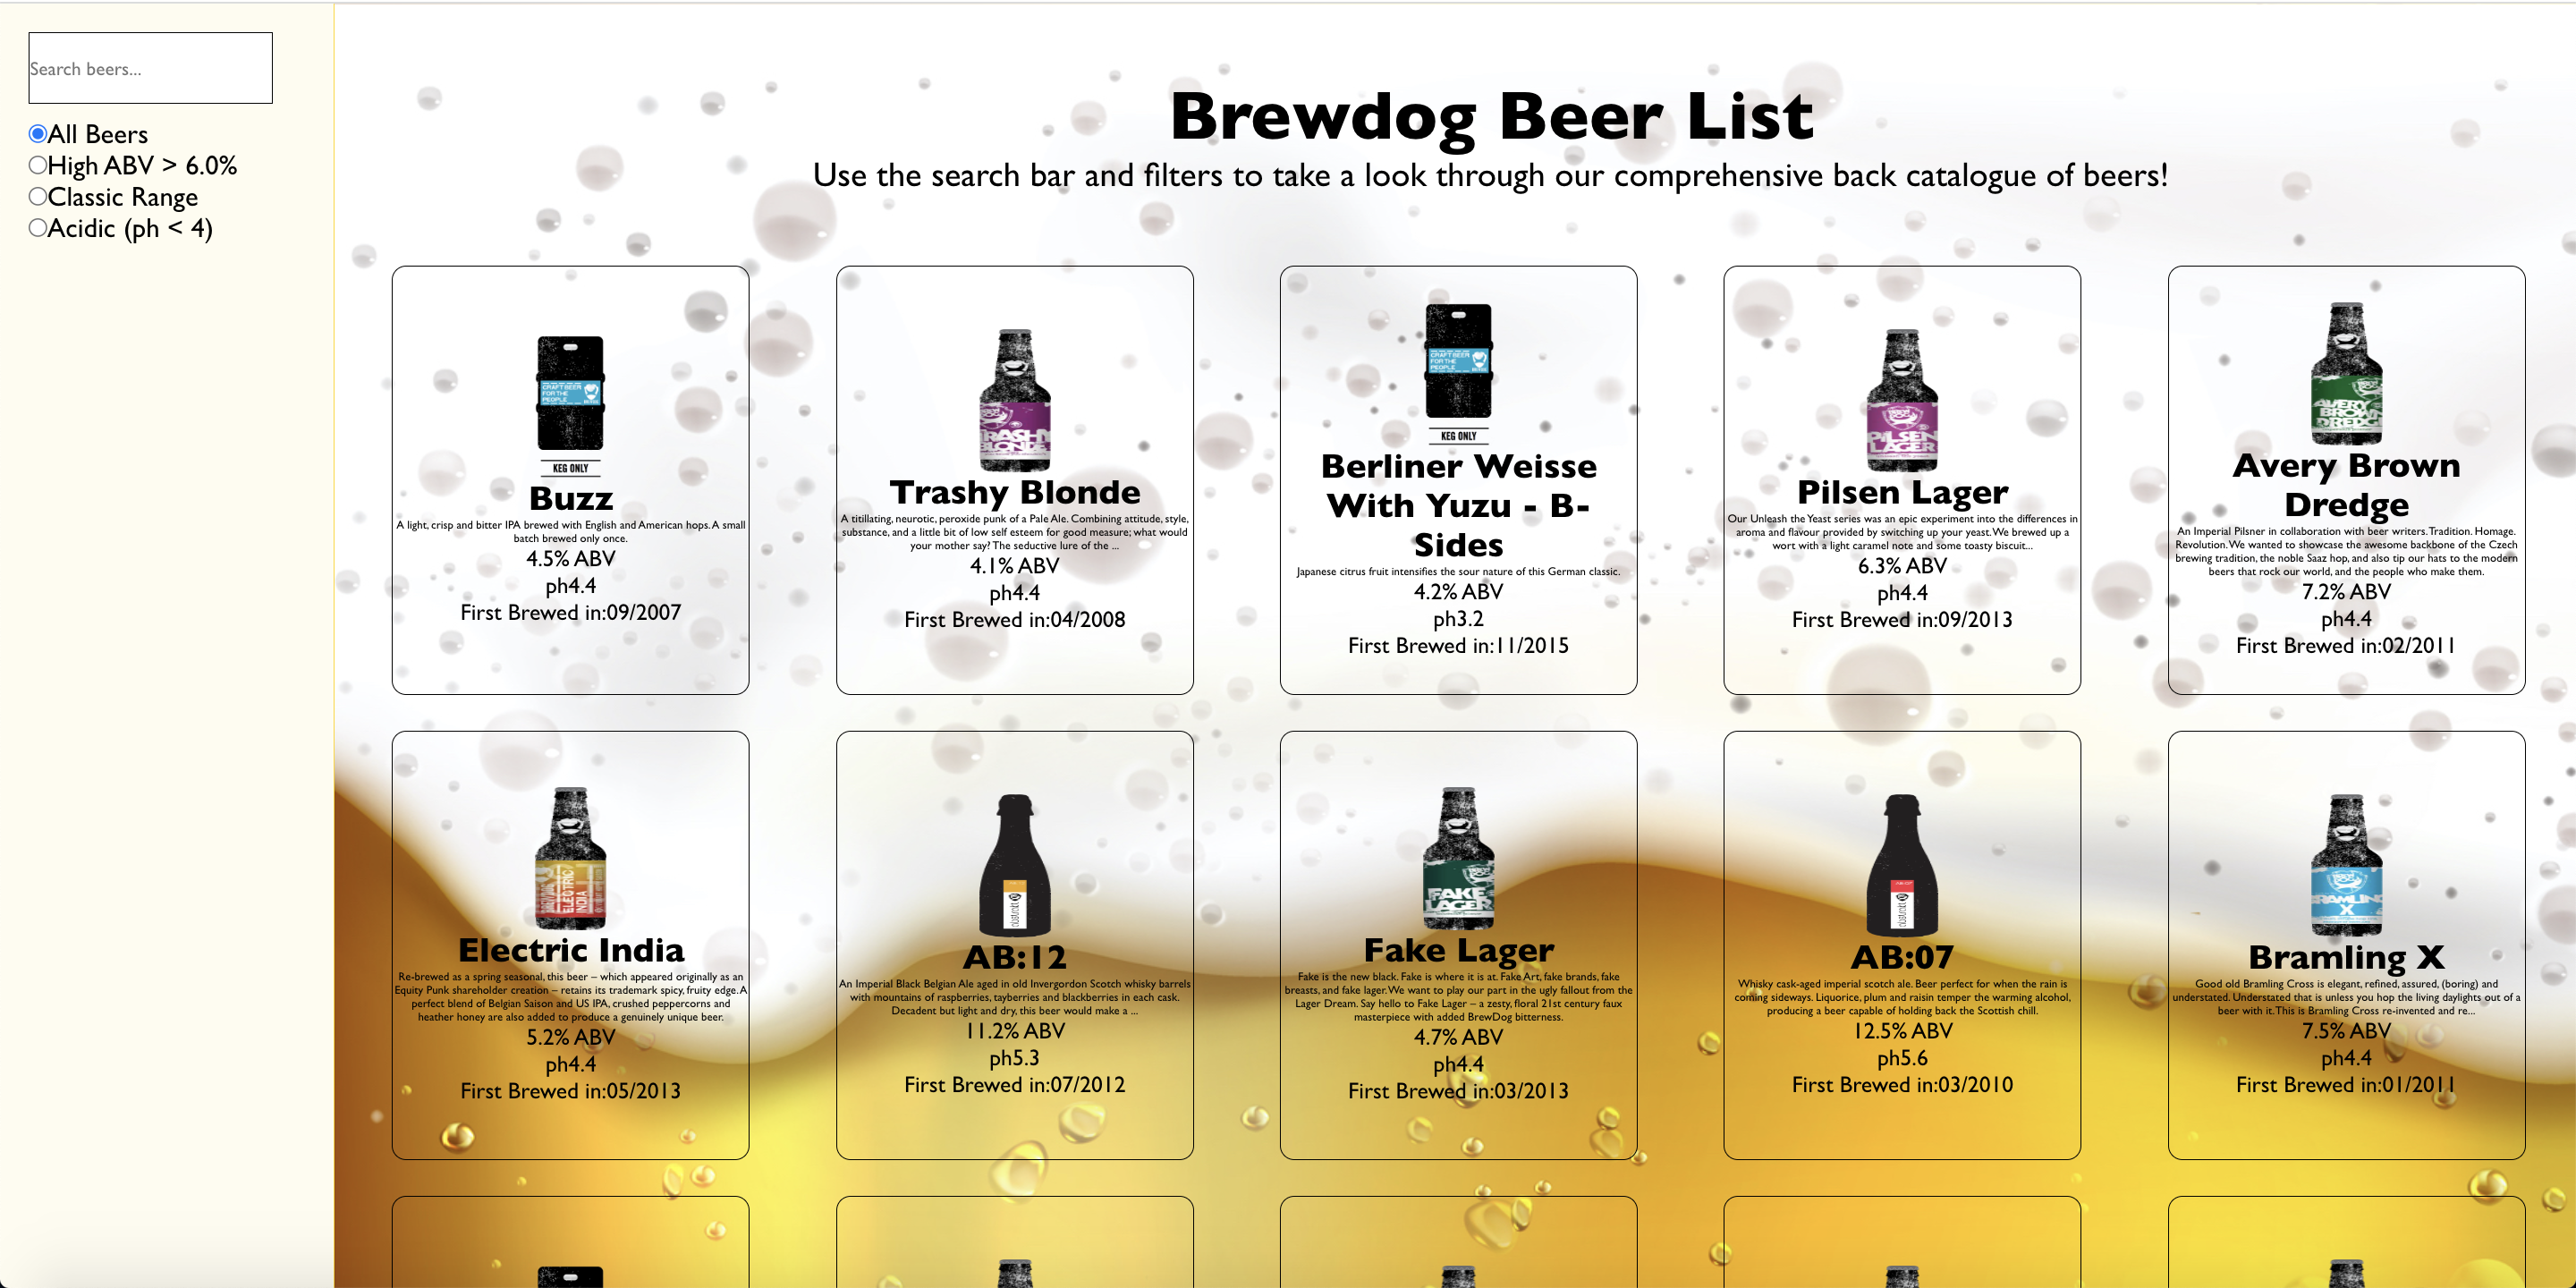 Search beers...
All Beers
High ABV > 6.0%
Classic Range
Acidic (ph < 4)
Brewdog Beer List
Use the search bar and filters to take a look through our comprehensive back catalogue of beers!
CRAFT BEER
FOR THE
PEOPLE
KEG ONLY
Buzz
A light, crisp and bitter IPA brewed with English and American hops. A small
batch brewed only once.
4.5% ABV
ph4.4
First Brewed in:09/2007
TRASHY
BLONDE
Trashy Blonde
A titillating, neurotic, peroxide punk of a Pale Ale. Combining attitude, style,
substance, and a little bit of low self esteem for good measure; what would
your mother say? The seductive lure of the ...
4.1% ABV
ph4.4
First Brewed in:04/2008
CRAFT BEER
FOR THE
PEOPLE
KEG ONLY
Berliner Weisse
With Yuzu - B-
Sides
Japanese citrus fruit intensifies the sour nature of this German classic.
4.2% ABV
ph3.2
First Brewed in:11/2015
PILSEN
LAGER
Pilsen Lager
Our Unleash the Yeast series was an epic experiment into the differences in
aroma and flavour provided by switching up your yeast. We brewed up a
wort with a light caramel note and some toasty biscuit...
6.3% ABV
ph4.4
First Brewed in:09/2013
AVERY
BROWN
DREDGE
Avery Brown
Dredge
An Imperial Pilsner in collaboration with beer writers. Tradition. Homage.
Revolution. We wanted to showcase the awesome backbone of the Czech
brewing tradition, the noble Saaz hop, and also tip our hats to the modern
beers that rock our world, and the people who make them.
7.2% ABV
ph4.4
First Brewed in:02/2011
ELECTRIC
INDIA
Electric India
Re-brewed as a spring seasonal, this beer – which appeared originally as an
Equity Punk shareholder creation – retains its trademark spicy, fruity edge. A
perfect blend of Belgian Saison and US IPA, crushed peppercorns and
heather honey are also added to produce a genuinely unique beer.
5.2% ABV
ph4.4
First Brewed in:05/2013
AB:12
An Imperial Black Belgian Ale aged in old Invergordon Scotch whisky barrels
with mountains of raspberries, tayberries and blackberries in each cask.
Decadent but light and dry, this beer would make a ...
11.2% ABV
ph5.3
First Brewed in:07/2012
FAKE
LAGER
Fake Lager
Fake is the new black. Fake is where it is at. Fake Art, fake brands, fake
breasts, and fake lager. We want to play our part in the ugly fallout from the
Lager Dream. Say hello to Fake Lager – a zesty, floral 21st century faux
masterpiece with added BrewDog bitterness.
4.7% ABV
ph4.4
First Brewed in:03/2013
AB:07
Whisky cask-aged imperial scotch ale. Beer perfect for when the rain is
coming sideways. Liquorice, plum and raisin temper the warming alcohol,
producing a beer capable of holding back the Scottish chill.
12.5% ABV
ph5.6
First Brewed in:03/2010
BRAMLING
X
Bramling X
Good old Bramling Cross is elegant, refined, assured, (boring) and
understated. Understated that is unless you hop the living daylights out of a
beer with it. This is Bramling Cross re-invented and re...
7.5% ABV
ph4.4
First Brewed in:01/2011